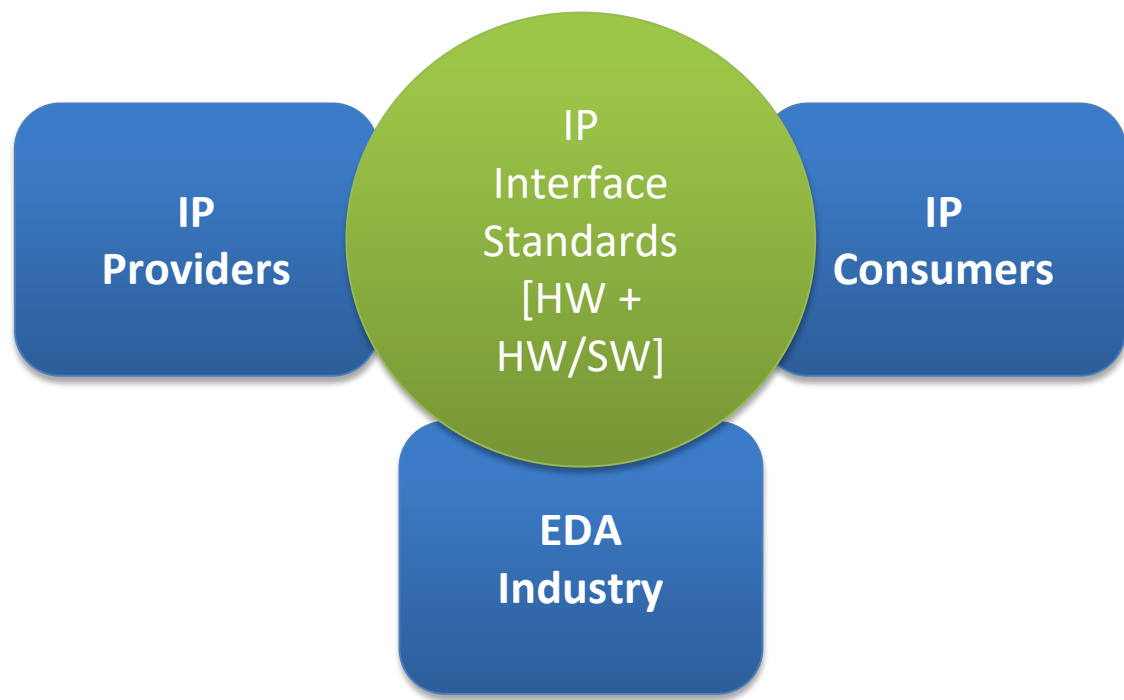 IP
Interface
Standards
[HW +
HW/SW]
IP
Providers
IP
Consumers
EDA
Industry